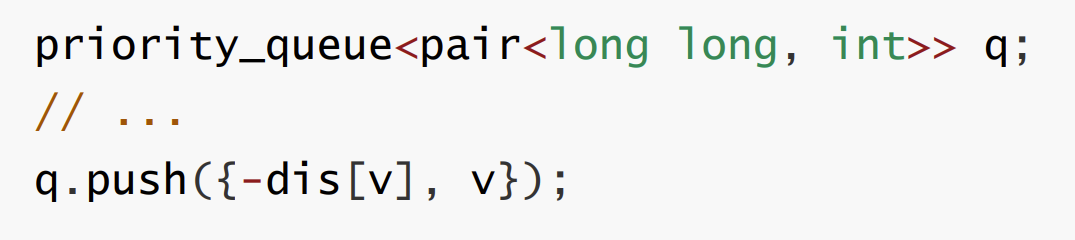 priority_queue<pair<long long, int>> q;
// ...
q.push({-dis[v], v});